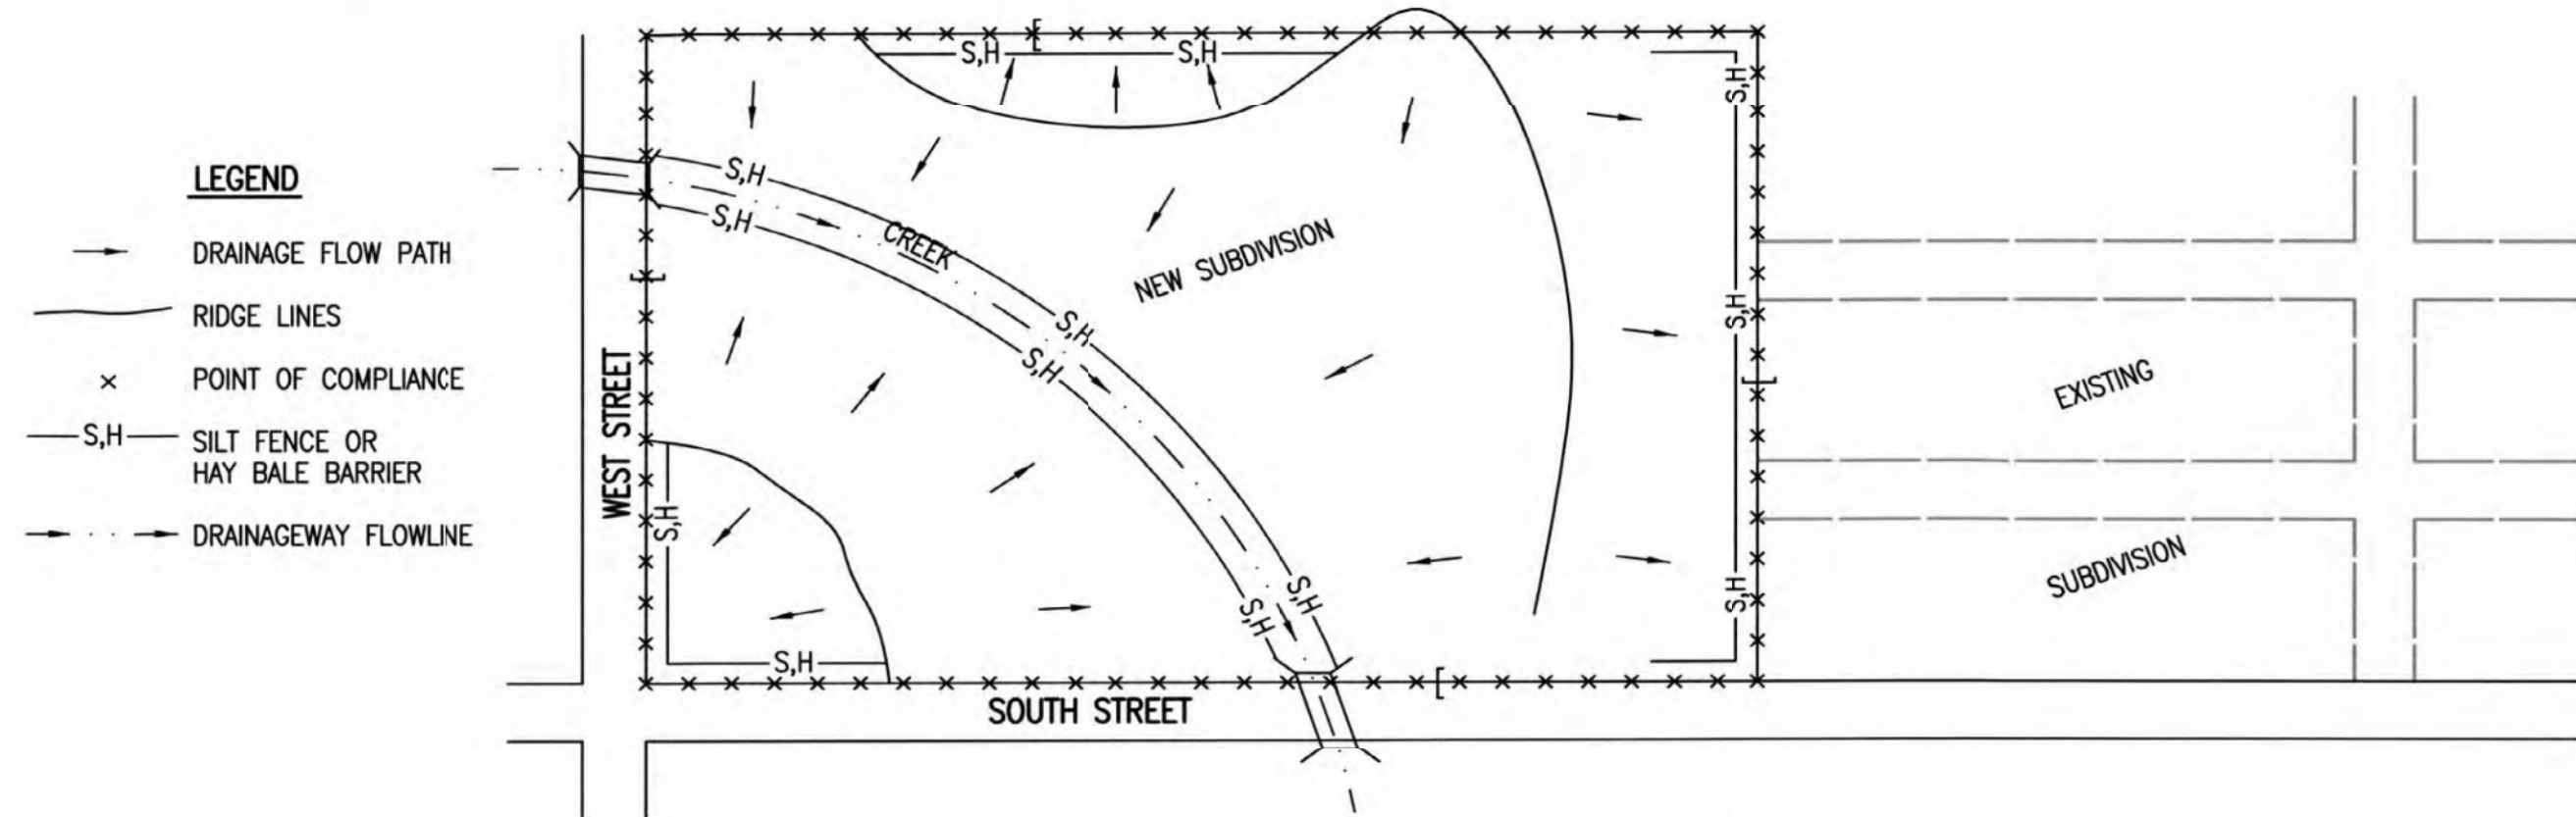 LEGEND
DRAINAGE FLOW PATH
RIDGE LINES
× POINT OF COMPLIANCE
S,H SILT FENCE OR
HAY BALE BARRIER
DRAINAGEWAY FLOWLINE
S,H
S,H
S,H
S,H
S,H
CREEK
NEW SUBDIVISION
S,H
S,H
S,H
WEST STREET
EXISTING
S,H
SUBDIVISION
S,H
S,H
S,H
S,H
SOUTH STREET